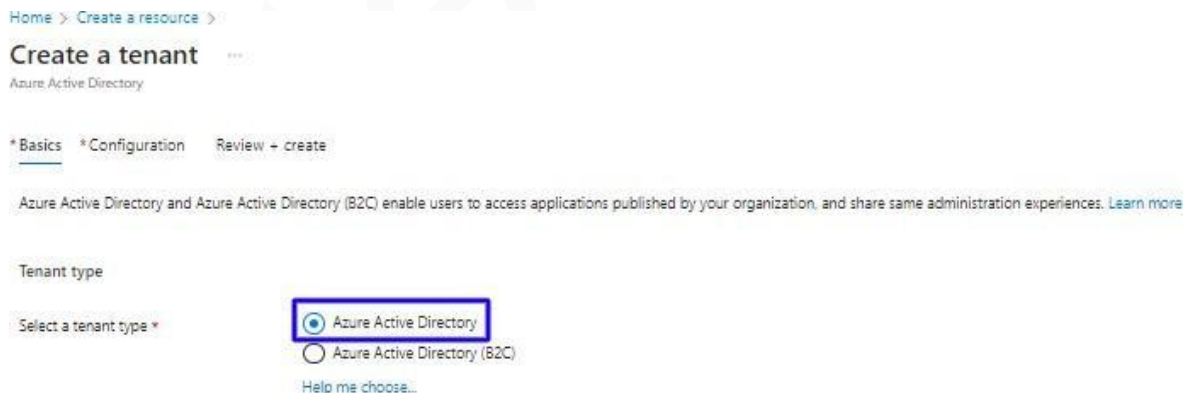 Home > Create a resource >
Create a tenant ...
Azure Active Directory
* Basics * Configuration Review + create
Azure Active Directory and Azure Active Directory (B2C) enable users to access applications published by your organization, and share same administration experiences. Learn more
Tenant type
Select a tenant type *
Azure Active Directory
Azure Active Directory (B2C)
Help me choose...